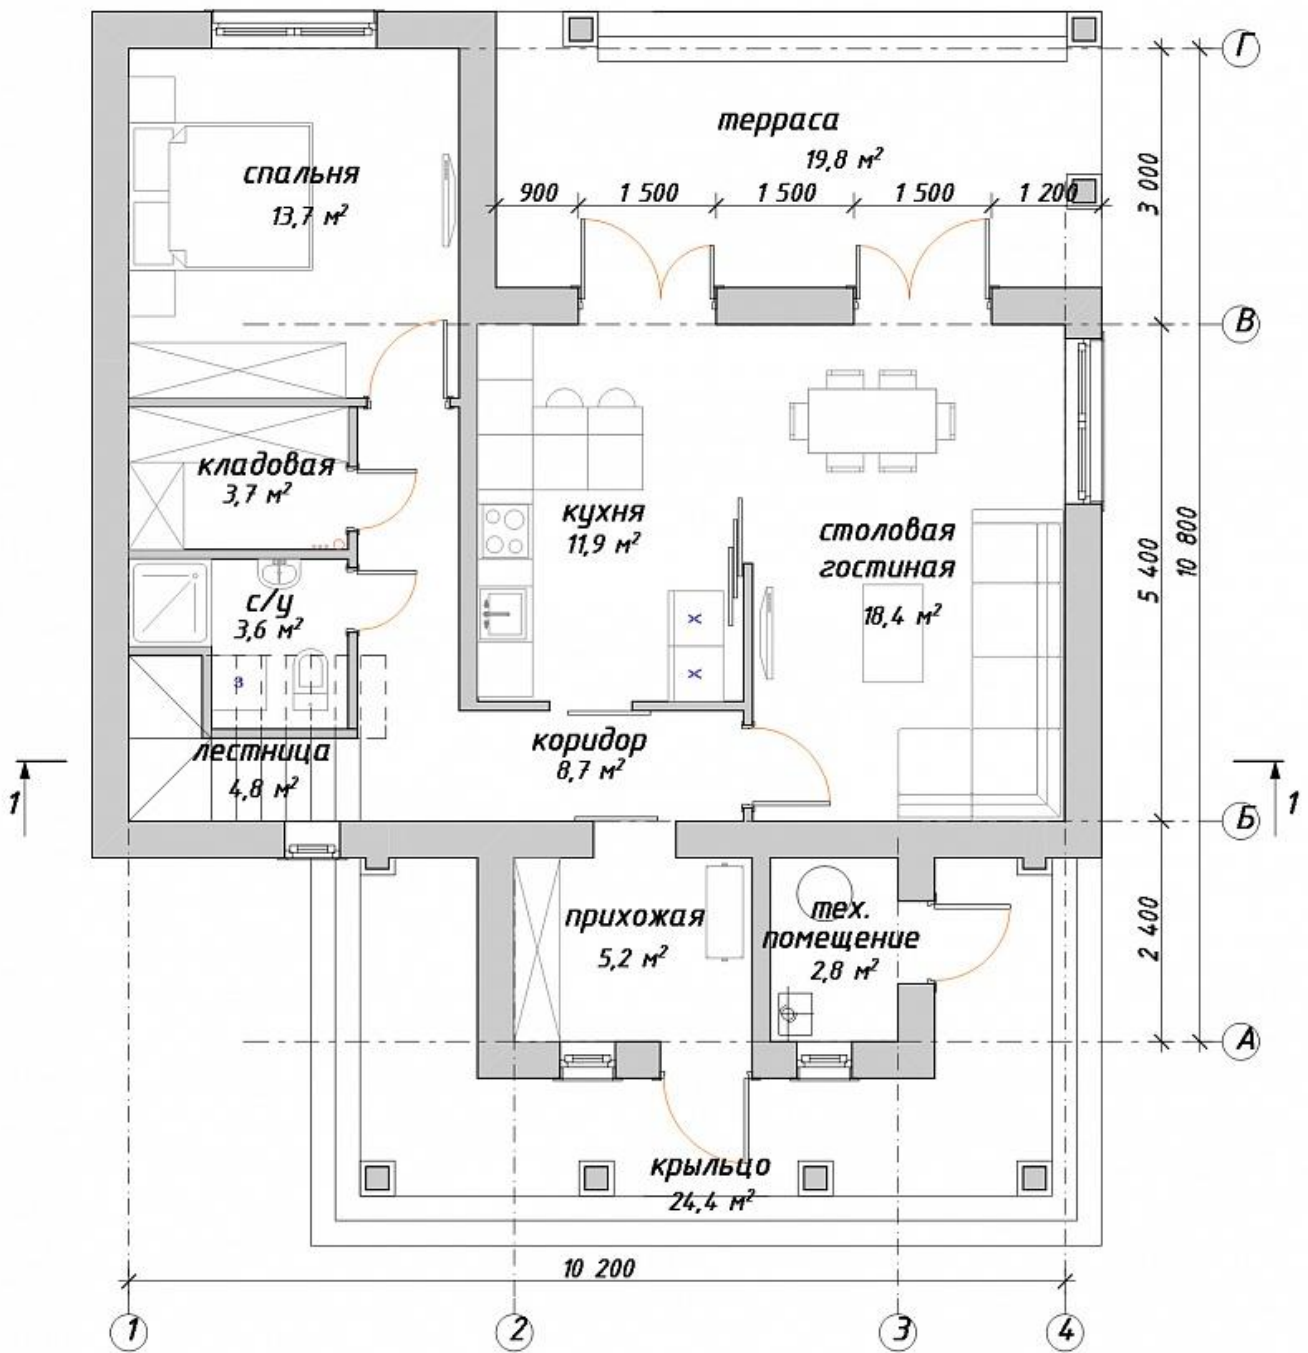 Г
терраса
19,8 м²
спальня
13,7 м²
900
1 500
1 500
1 500
1 200
3 000
В
кладовая
3,7 м²
кухня
11,9 м²
столовая
гостиная
18,4 м²
5 400
10 800
с/у
3,6 м²
З
х
х
лестница
4,8 м²
коридор
8,7 м²
1
1
Б
прихожая
5,2 м²
тех.
помещение
2,8 м²
2 400
А
крыльцо
24,4 м²
10 200
1
2
3
4